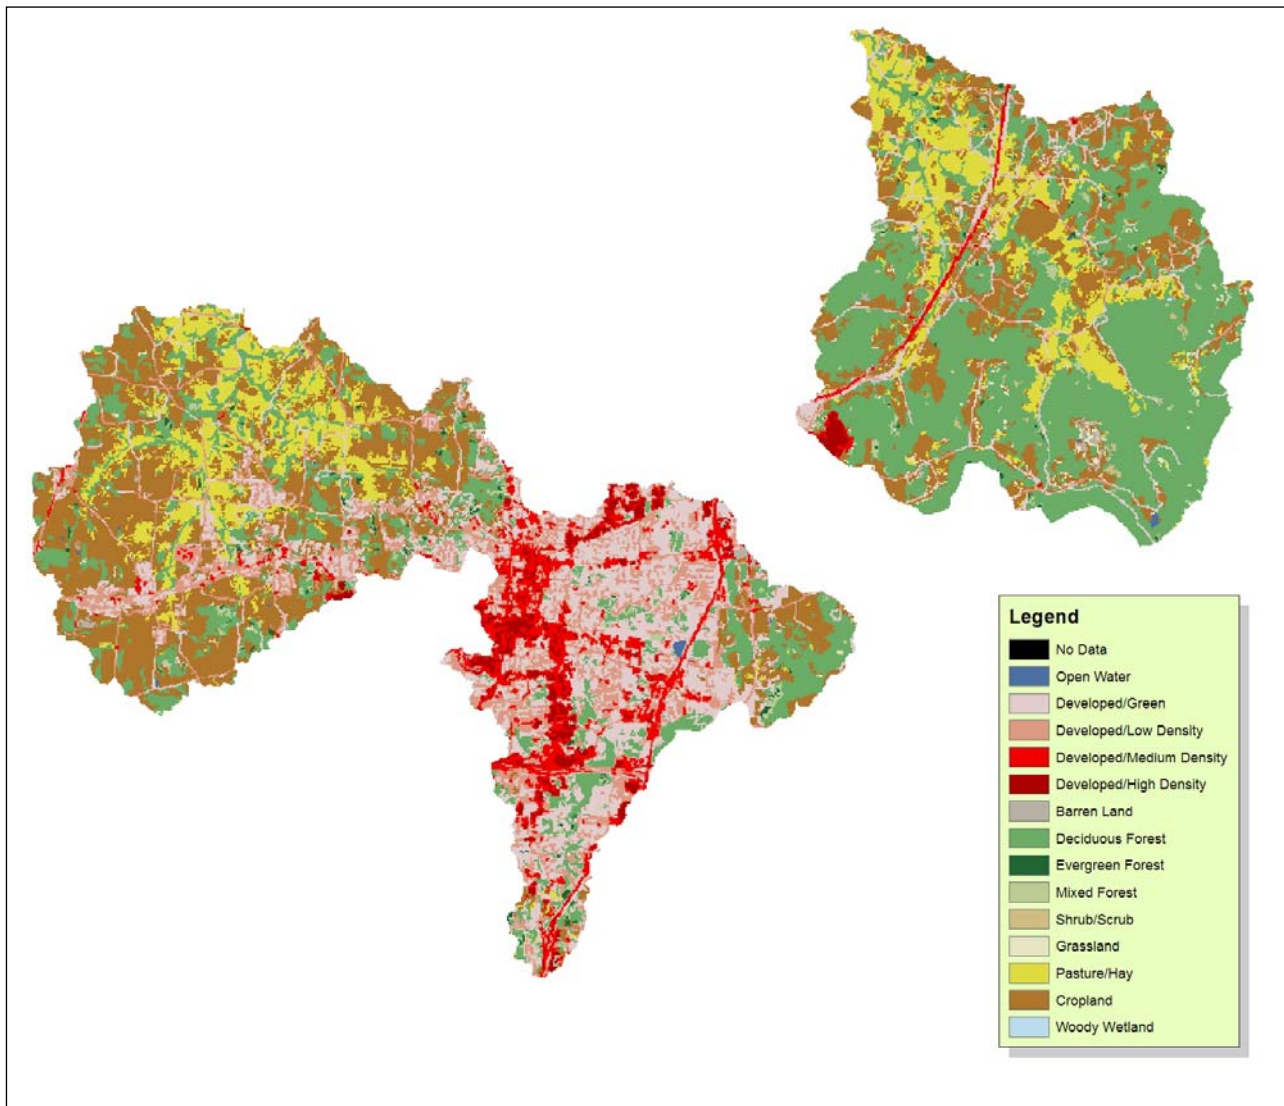 Legend
No Data
Open Water
Developed/Green
Developed/Low Density
Developed/Medium Density
Developed/High Density
Barren Land
Deciduous Forest
Evergreen Forest
Mixed Forest
Shrub/Scrub
Grassland
Pasture/Hay
Cropland
Woody Wetland